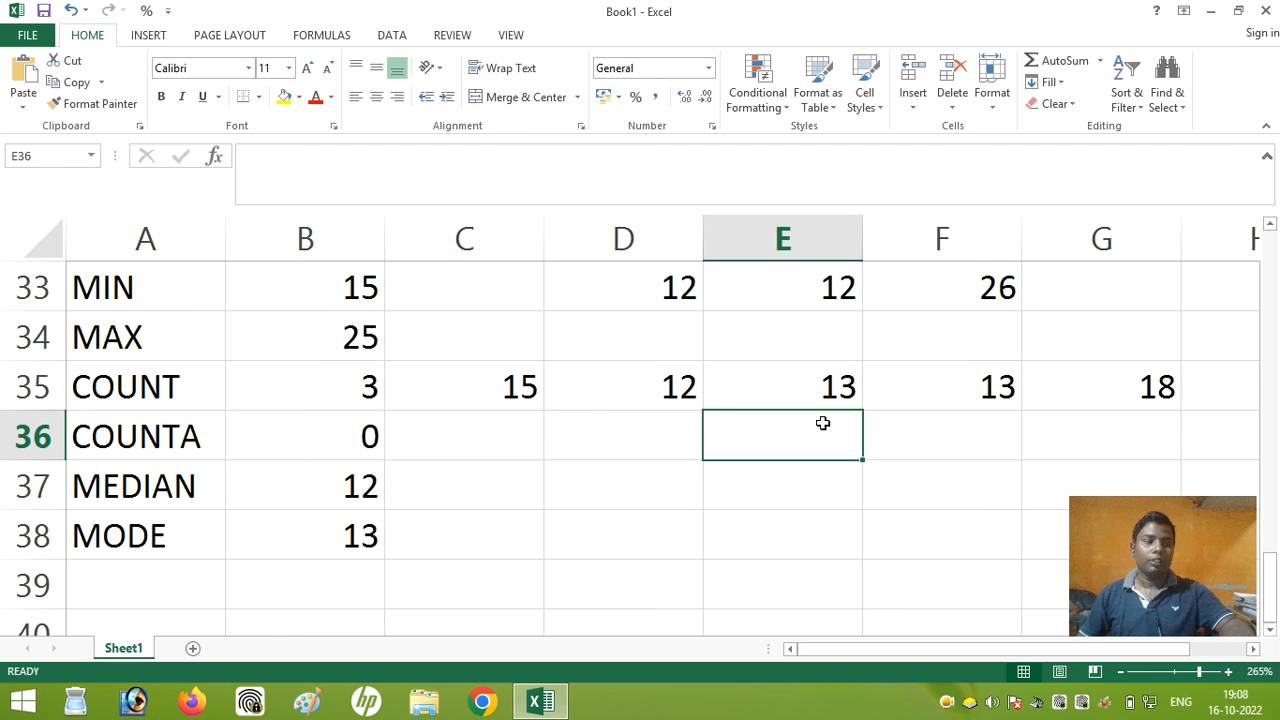 %
Book1 - Excel
?
FILE HOME INSERT PAGE LAYOUT FORMULAS DATA REVIEW VIEW Sign in
Paste
Cut
Copy
Format Painter
Clipboard
Calibri 11
B I U A
Font
Wrap Text
Merge & Center
Alignment
General
% ,
Number
Conditional Formatting
Format as Table
Cell Styles
Styles
Insert Delete Format
Cells
AutoSum
Fill
Clear
Sort & Filter
Find & Select
Editing
E36 fx
A B C D E F G H
33 MIN 15 12 12 26
34 MAX 25
35 COUNT 3 15 12 13 13 18
36 COUNTA 0
37 MEDIAN 12
38 MODE 13
39
40
Sheet1
READY 265%
hp ENG 19:08
16-10-2022